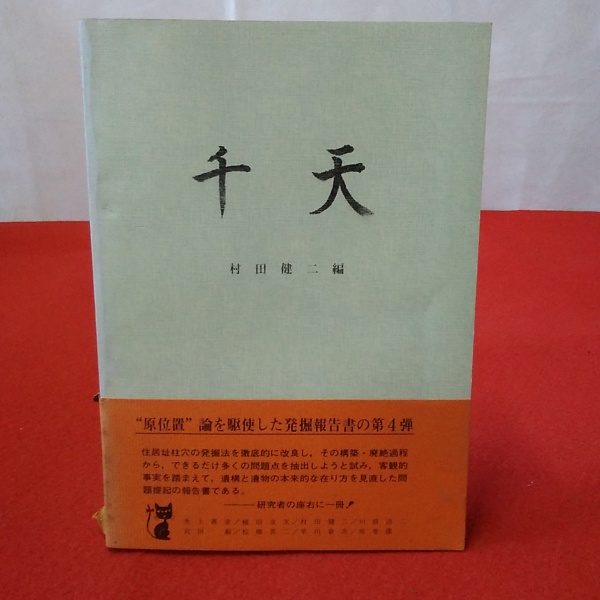 千天
村田健二編
“原位置”論を駆使した発掘報告書の第4弾
住居址柱穴の発掘法を徹底的に改良し、その構築・廃絶過程
から、できるだけ多くの問題点を抽出しようと試み、客観的
事実を踏まえて、遺構と遺物の本来的な在り方を見直した問
題提起の報告書である。
———研究者の座右に一冊!